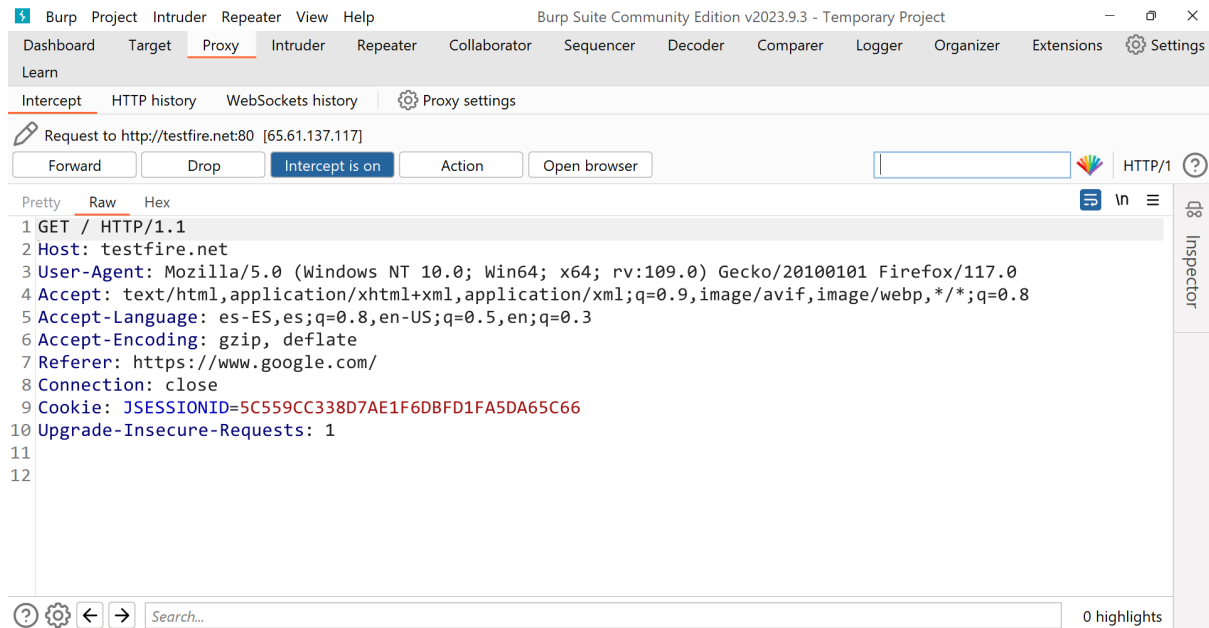 Burp Project Intruder Repeater View Help Burp Suite Community Edition v2023.9.3 - Temporary Project
Dashboard Target Proxy Intruder Repeater Collaborator Sequencer Decoder Comparer Logger Organizer Extensions Settings
Learn
Intercept HTTP history WebSockets history Proxy settings
Request to http://testfire.net:80 [65.61.137.117]
Forward Drop Intercept is on Action Open browser HTTP/1 ?
Pretty Raw Hex \n
1 GET / HTTP/1.1
2 Host: testfire.net
3 User-Agent: Mozilla/5.0 (Windows NT 10.0; Win64; x64; rv:109.0) Gecko/20100101 Firefox/117.0
4 Accept: text/html,application/xhtml+xml,application/xml;q=0.9,image/avif,image/webp,*/*;q=0.8
5 Accept-Language: es-ES,es;q=0.8,en-US;q=0.5,en;q=0.3
6 Accept-Encoding: gzip, deflate
7 Referer: https://www.google.com/
8 Connection: close
9 Cookie: JSESSIONID=5C559CC338D7AE1F6DBFD1FA5DA65C66
10 Upgrade-Insecure-Requests: 1
11
12
Inspector
? Search... 0 highlights